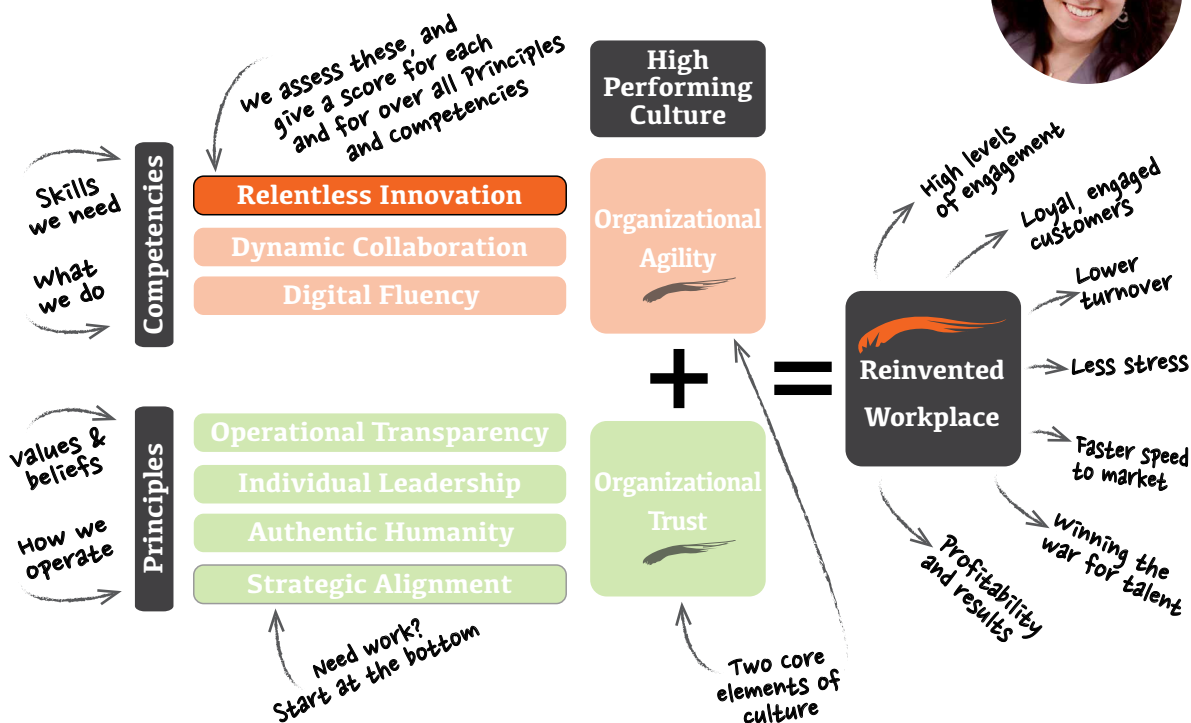 we assess these, and
give a score for each
and for over all Principles
and competencies
High
Performing
Culture
Competencies
Skills
we need
what
we do
Relentless Innovation
Dynamic Collaboration
Digital Fluency
Organizational
Agility
Principles
values &
beliefs
How we
operate
Operational Transparency
Individual Leadership
Authentic Humanity
Strategic Alignment
Organizational
Trust
Need work?
Start at the bottom
Two core
elements of
culture
+
=
Reinvented
Workplace
High levels
of engagement
Loyal, engaged
customers
Lower
turnover
Less stress
Faster speed
to market
Winning the
war for talent
Profitability
and results